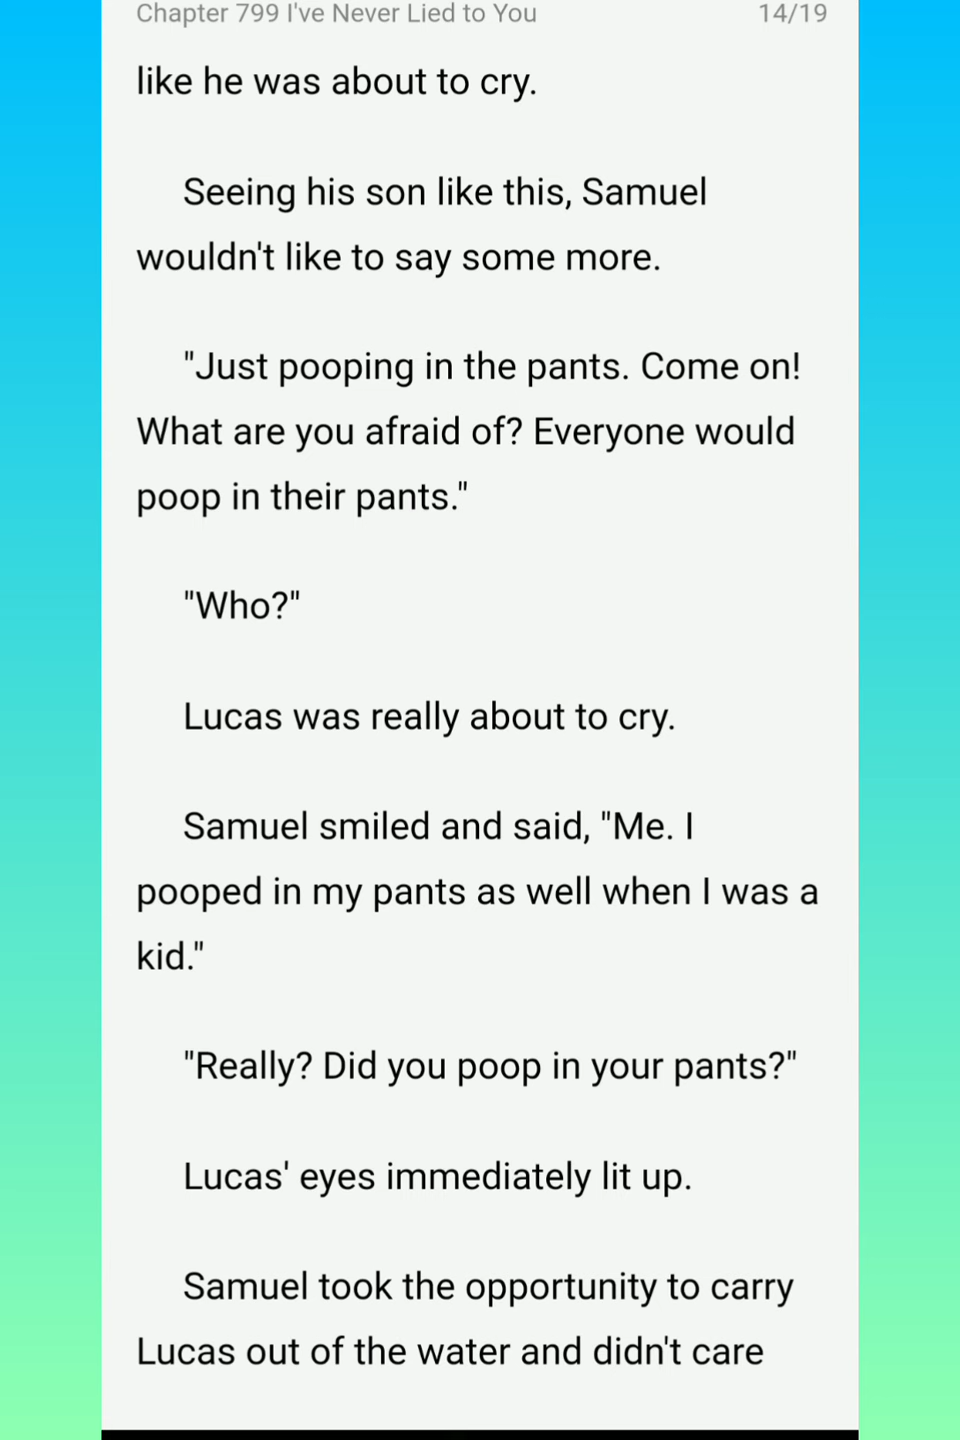 Chapter 799 I've Never Lied to You 14/19
like he was about to cry.
Seeing his son like this, Samuel
wouldn't like to say some more.
"Just pooping in the pants. Come on!
What are you afraid of? Everyone would
poop in their pants."
"Who?"
Lucas was really about to cry.
Samuel smiled and said, "Me. I
pooped in my pants as well when I was a
kid."
"Really? Did you poop in your pants?"
Lucas' eyes immediately lit up.
Samuel took the opportunity to carry
Lucas out of the water and didn't care